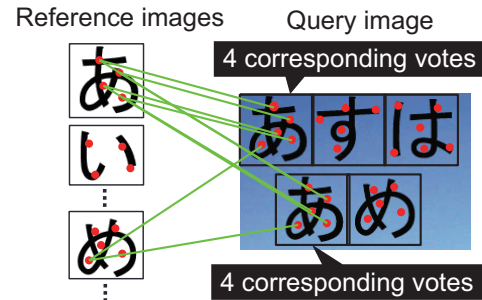 Reference images
Query image
4 corresponding votes
あ
い
め
あすは
あめ
4 corresponding votes